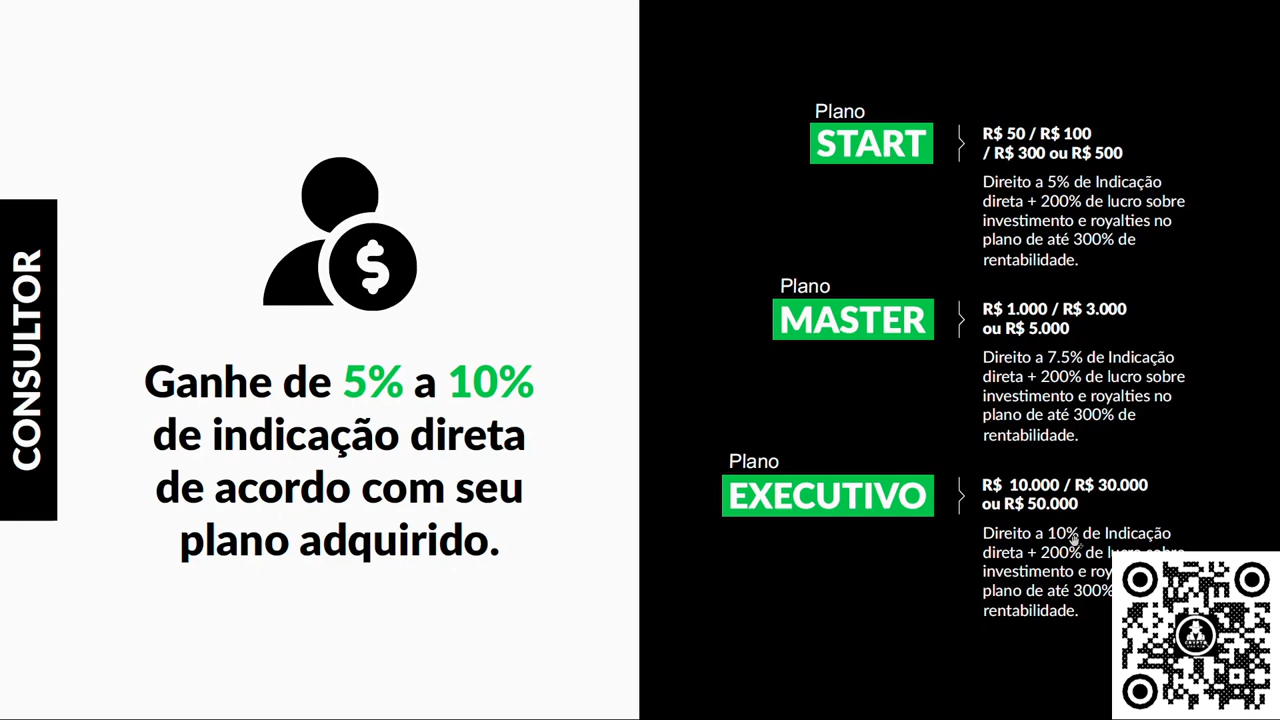 CONSULTOR
Ganhe de 5% a 10%
de indicação direta
de acordo com seu
plano adquirido.
Plano
START
R$ 50 / R$ 100
/ R$ 300 ou R$ 500
Direito a 5% de Indicação
direta + 200% de lucro sobre
investimento e royalties no
plano de até 300% de
rentabilidade.
Plano
MASTER
R$ 1.000 / R$ 3.000
ou R$ 5.000
Direito a 7.5% de Indicação
direta + 200% de lucro sobre
investimento e royalties no
plano de até 300% de
rentabilidade.
Plano
EXECUTIVO
R$ 10.000 / R$ 30.000
ou R$ 50.000
Direito a 10% de Indicação
direta + 200% de lucro sobre
investimento e roy
plano de até 300%
rentabilidade.
CRYPTO